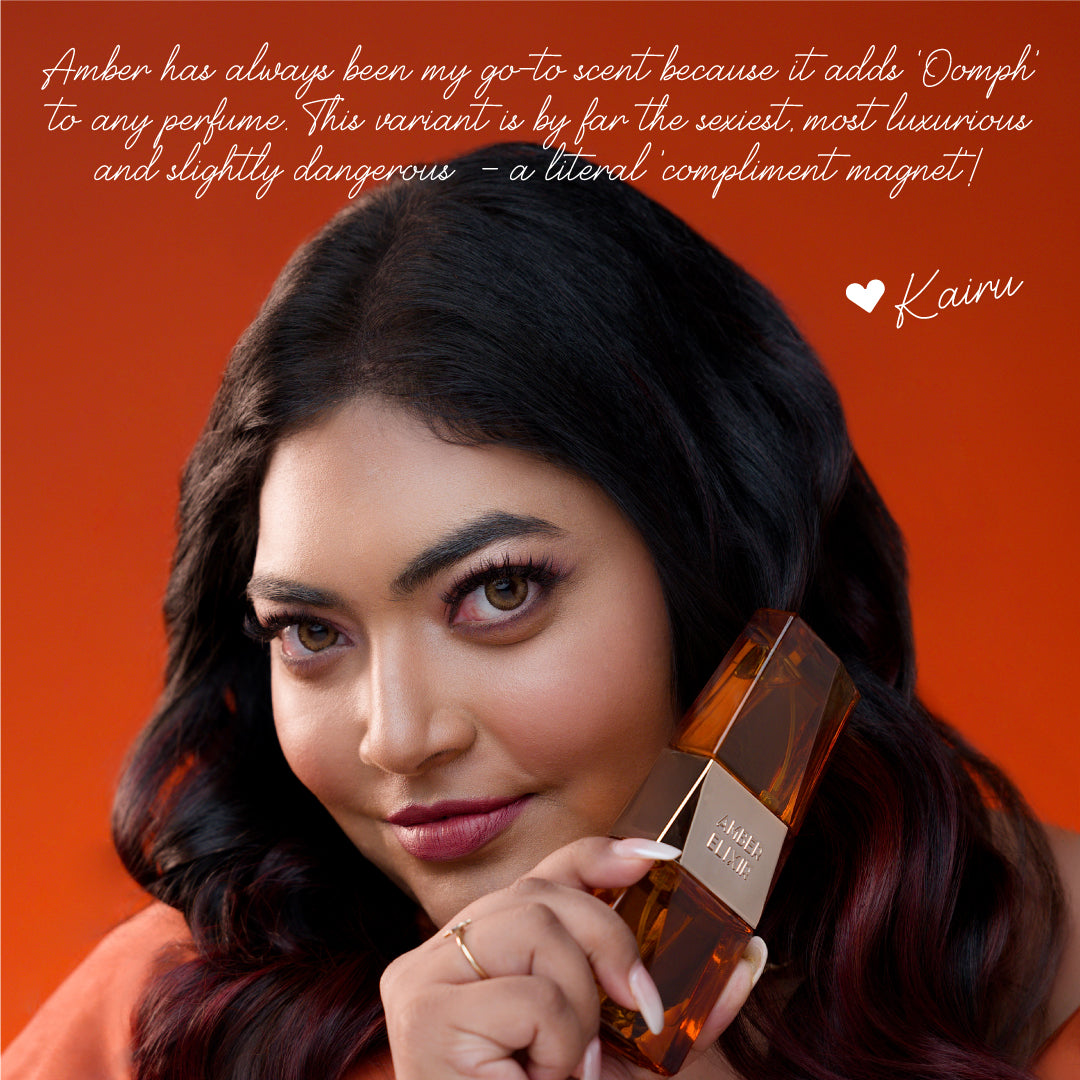 Amber has always been my go-to scent because it adds 'Oomph'
to any perfume. This variant is by far the sexiest, most luxurious
and slightly dangerous - a literal 'compliment magnet'!
♥ Kairu
AMBER
ELIXIR